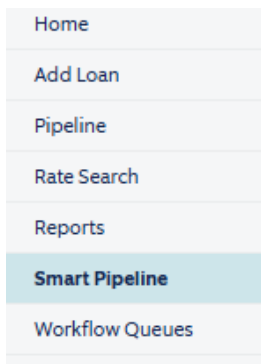 Home
Add Loan
Pipeline
Rate Search
Reports
Smart Pipeline
Workflow Queues